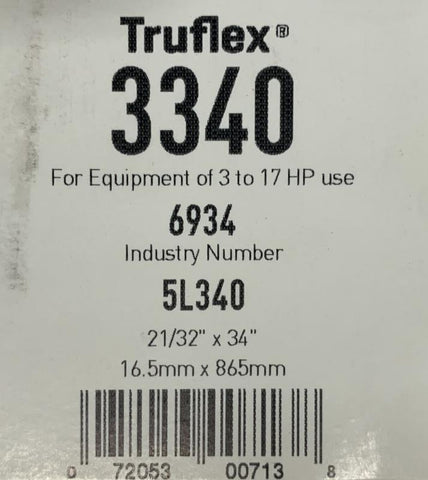 Truflex®
3340
For Equipment of 3 to 17 HP use
6934
Industry Number
5L340
21/32" x 34"
16.5mm x 865mm
0 72053 00713 8